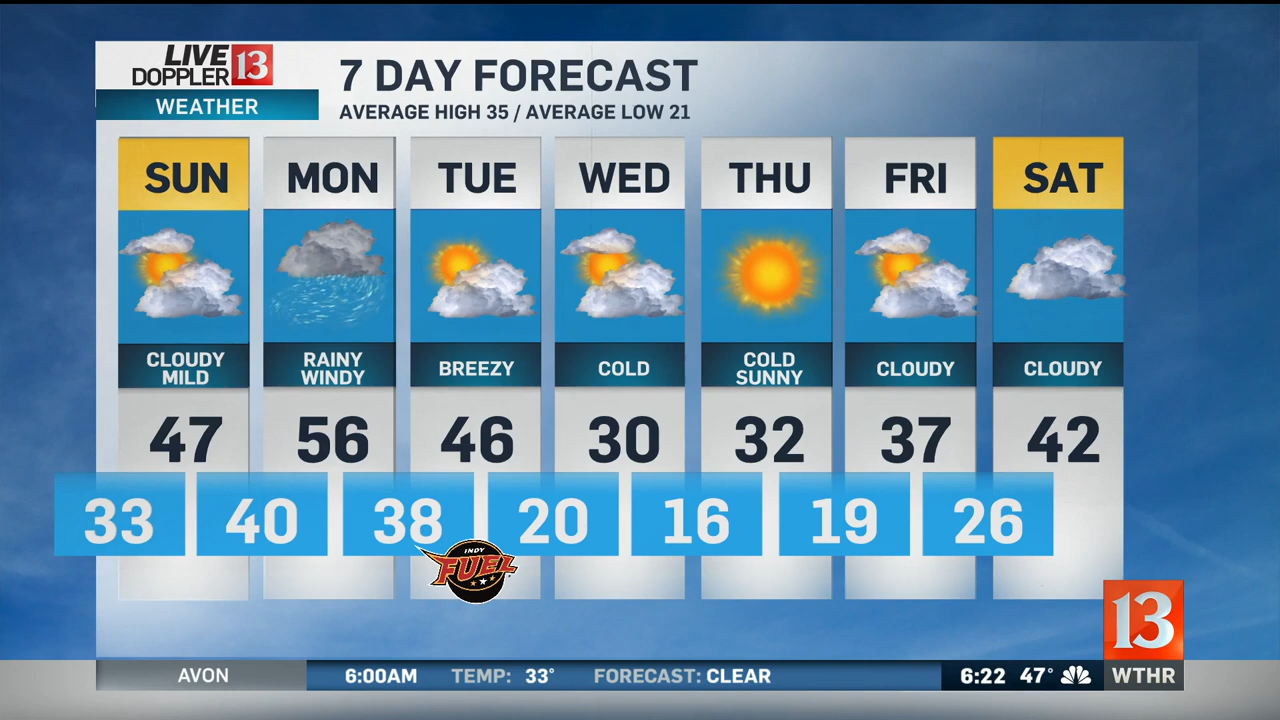 LIVE
DOPPLER 13
WEATHER
7 DAY FORECAST
AVERAGE HIGH 35 / AVERAGE LOW 21
SUN MON TUE WED THU FRI SAT
CLOUDY MILD RAINY WINDY BREEZY COLD COLD SUNNY CLOUDY CLOUDY
47 56 46 30 32 37 42
33 40 38 20 16 19 26
INDY
FUEL
13
AVON 6:00AM TEMP: 33° FORECAST: CLEAR 6:22 47° WTHR